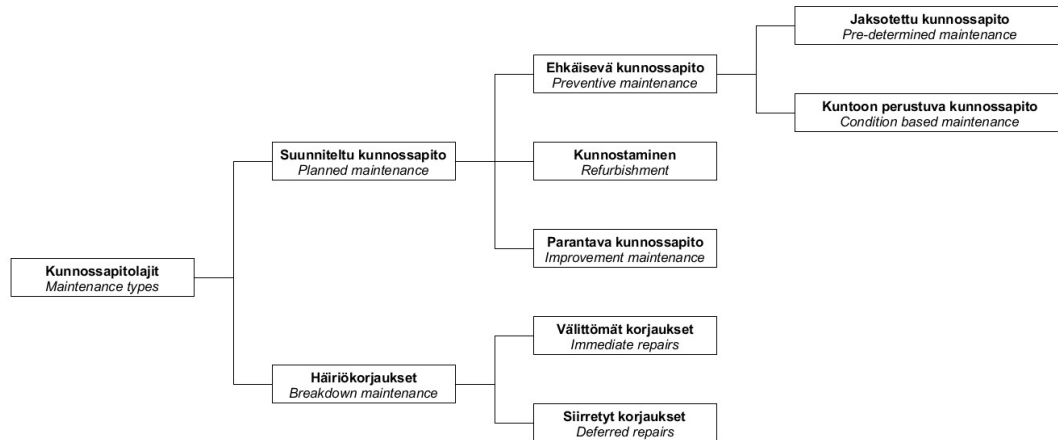 Jaksotettu kunnossapito
Pre-determined maintenance
Ehkäisevä kunnossapito
Preventive maintenance
Kuntoon perustuva kunnossapito
Condition based maintenance
Suunniteltu kunnossapito
Planned maintenance
Kunnostaminen
Refurbishment
Parantava kunnossapito
Improvement maintenance
Kunnossapitolajit
Maintenance types
Välittömät korjaukset
Immediate repairs
Häiriökorjaukset
Breakdown maintenance
Siirretyt korjaukset
Deferred repairs